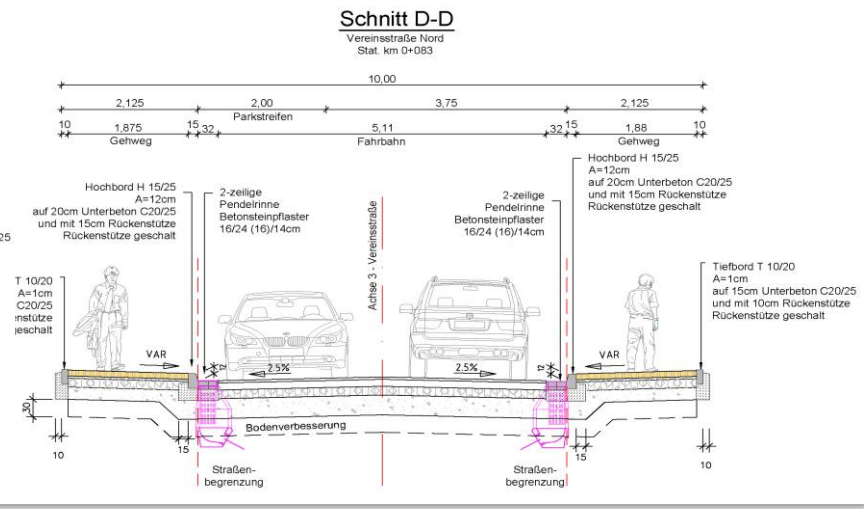 Schnitt D-D
Vereinsstraße Nord
Stat. km 0+083
10,00
2,125 2,00 3,75 2,125
Parkstreifen
10 1,875 15 32 5,11 32 15 1,88 10
Gehweg Fahrbahn Gehweg
Hochbord H 15/25
A=12cm
auf 20cm Unterbeton C20/25
und mit 15cm Rückenstütze
Rückenstütze geschalt
2-zeilige
Pendelrinne
Betonsteinpflaster
16/24 (16)/14cm
Achse 3 - Vereinsstraße
2-zeilige
Pendelrinne
Betonsteinpflaster
16/24 (16)/14cm
Hochbord H 15/25
A=12cm
auf 20cm Unterbeton C20/25
und mit 15cm Rückenstütze
Rückenstütze geschalt
25
T 10/20
A=1cm
C20/25
enstütze
geschalt
Tiefbord T 10/20
A=1cm
auf 15cm Unterbeton C20/25
und mit 10cm Rückenstütze
Rückenstütze geschalt
VAR 12 2.5% 2.5% 12 VAR
30
Bodenverbesserung
10 15 15 10
Straßen-
begrenzung
Straßen-
begrenzung